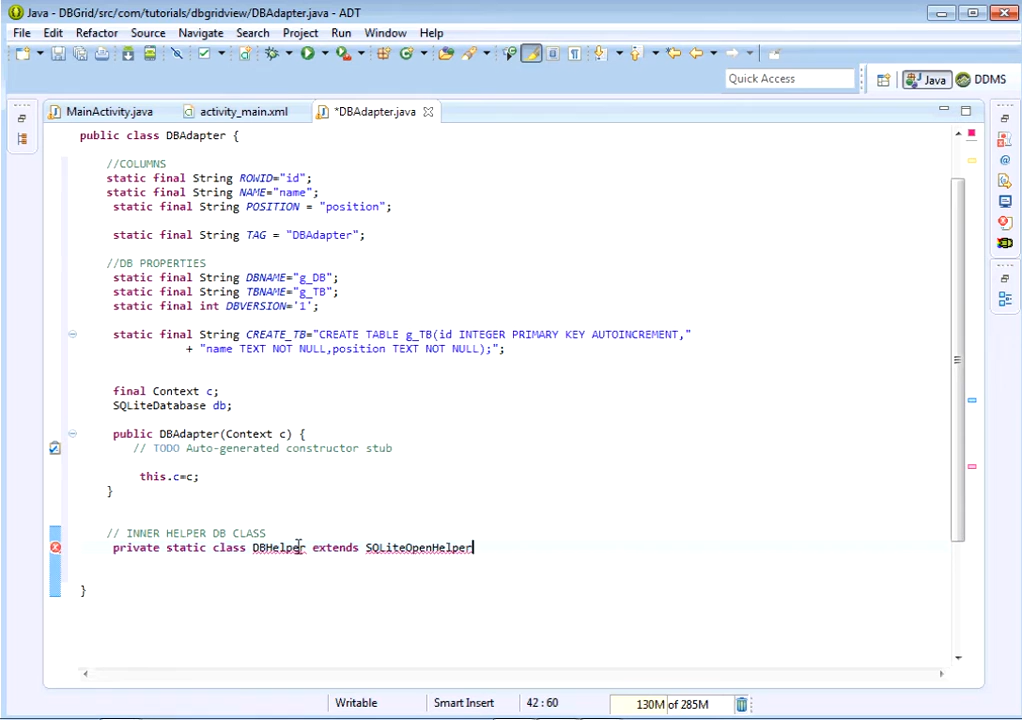 Java - DBGrid/src/com/tutorials/dbgridview/DBAdapter.java - ADT
File Edit Refactor Source Navigate Search Project Run Window Help
Quick Access
Java
DDMS
MainActivity.java
activity_main.xml
*DBAdapter.java
public class DBAdapter {
//COLUMNS
static final String ROWID="id";
static final String NAME="name";
static final String POSITION = "position";
static final String TAG = "DBAdapter";
//DB PROPERTIES
static final String DBNAME="g_DB";
static final String TBNAME="g_TB";
static final int DBVERSION='1';
static final String CREATE_TB="CREATE TABLE g_TB(id INTEGER PRIMARY KEY AUTOINCREMENT,"
+ "name TEXT NOT NULL,position TEXT NOT NULL);";
final Context c;
SQLiteDatabase db;
public DBAdapter(Context c) {
// TODO Auto-generated constructor stub
this.c=c;
}
// INNER HELPER DB CLASS
private static class DBHelper extends SQLiteOpenHelper
}
Writable
Smart Insert
42 : 60
130M of 285M